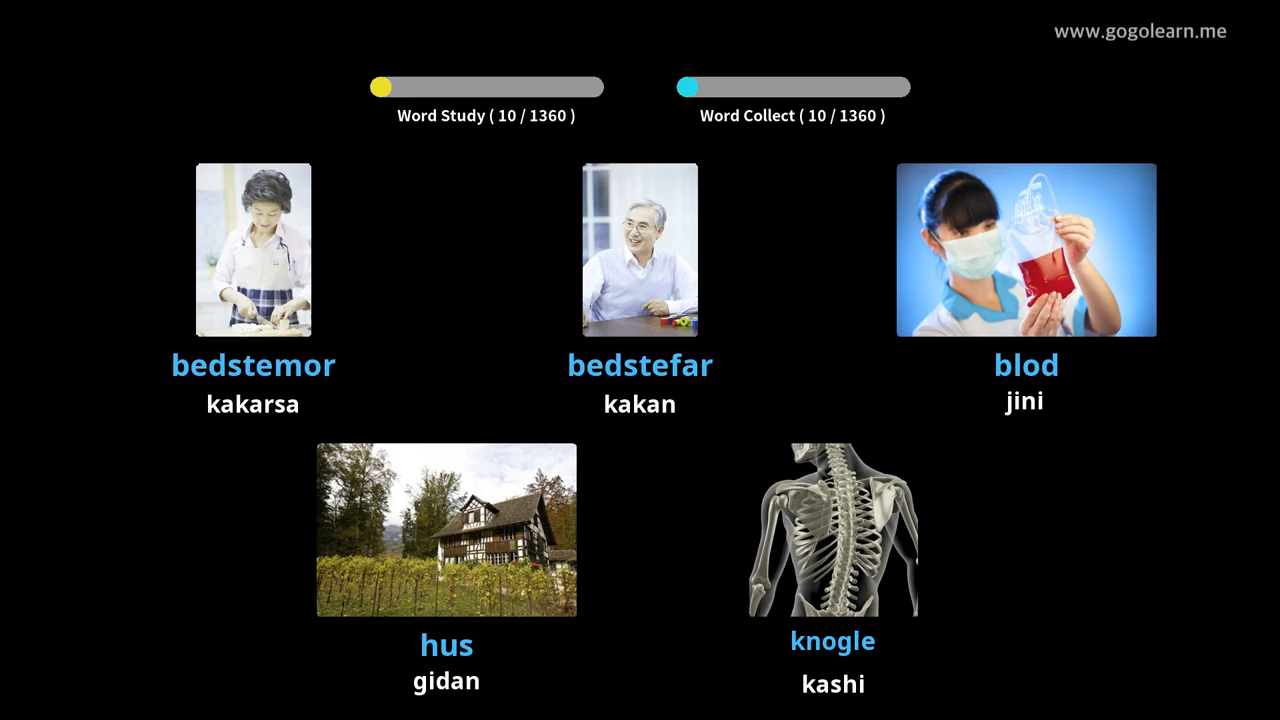 www.gogolearn.me
Word Study ( 10 / 1360 )
Word Collect ( 10 / 1360 )
bedstemor
kakarsa
bedstefar
kakan
blod
jini
hus
gidan
knogle
kashi